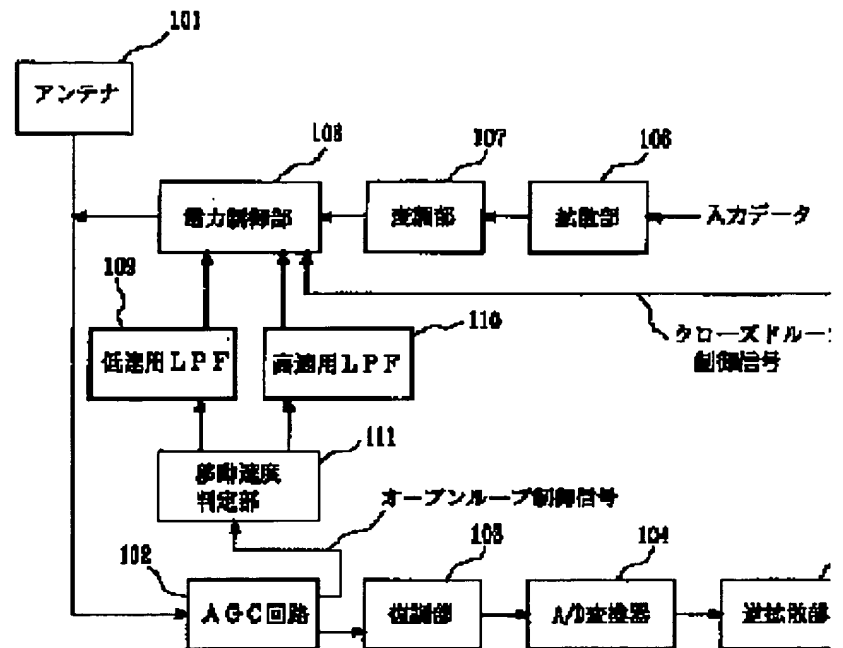 101
アンテナ
108
107
106
電力制御部
変調部
拡散部
入力データ
109
110
低速用LPF
高速用LPF
クローズドルー
制御信号
111
移動速度
判定部
オープンループ制御信号
102
103
104
AGC回路
復調部
A/D変換器
逆拡散部